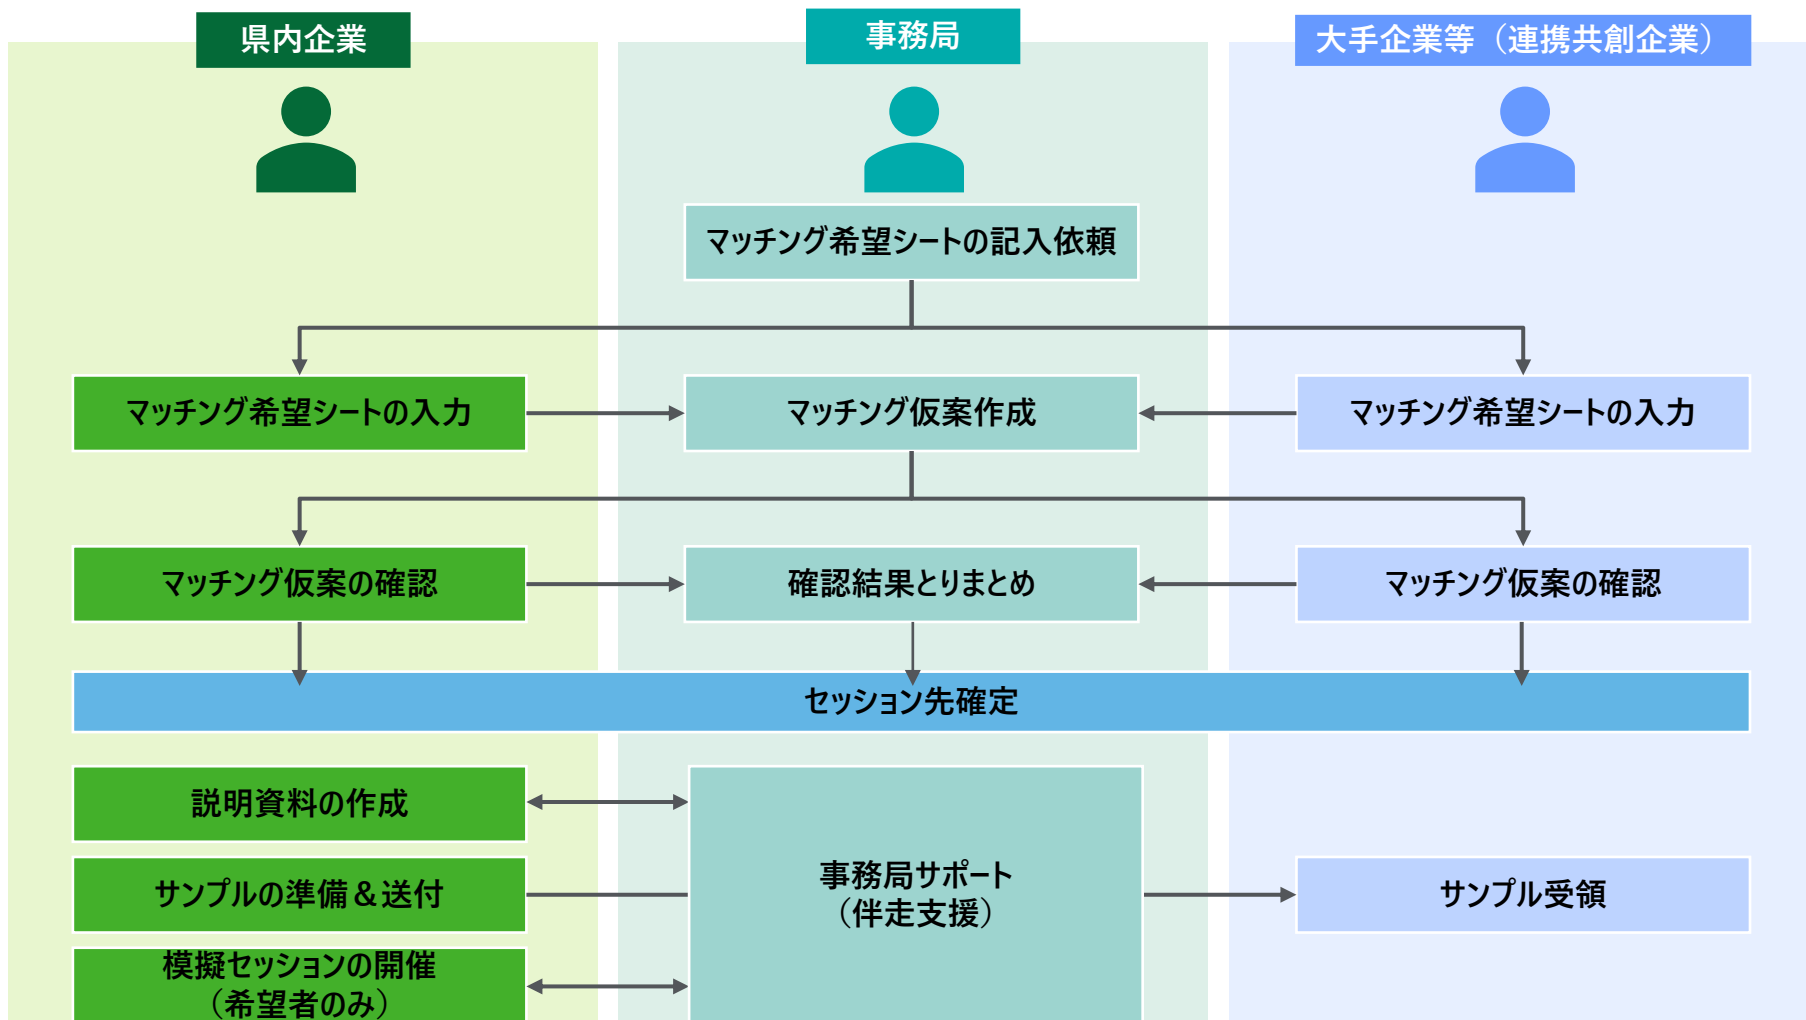 県内企業
事務局
大手企業等（連携共創企業）
マッチング希望シートの記入依頼
マッチング希望シートの入力
マッチング仮案作成
マッチング希望シートの入力
マッチング仮案の確認
確認結果とりまとめ
マッチング仮案の確認
セッション先確定
説明資料の作成
サンプルの準備＆送付
事務局サポート
（伴走支援）
サンプル受領
模擬セッションの開催
（希望者のみ）